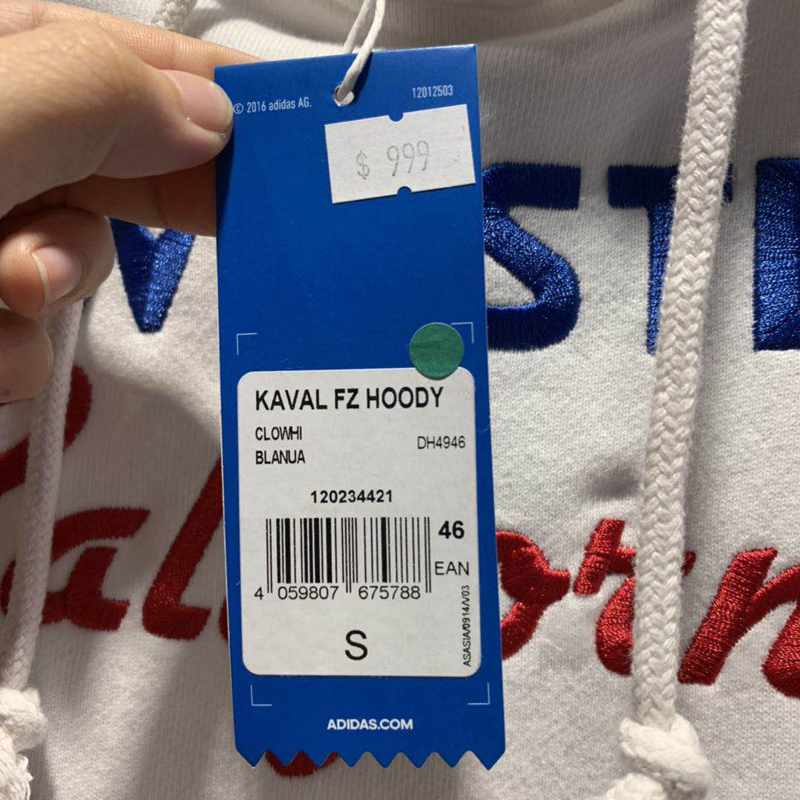 © 2016 adidas AG.
12012503
$ 999
KAVAL FZ HOODY
CLOWHI
DH4946
BLANUA
120234421
46
EAN
4 059807 675788
S
ASASIA/0914/V03
ADIDAS.COM